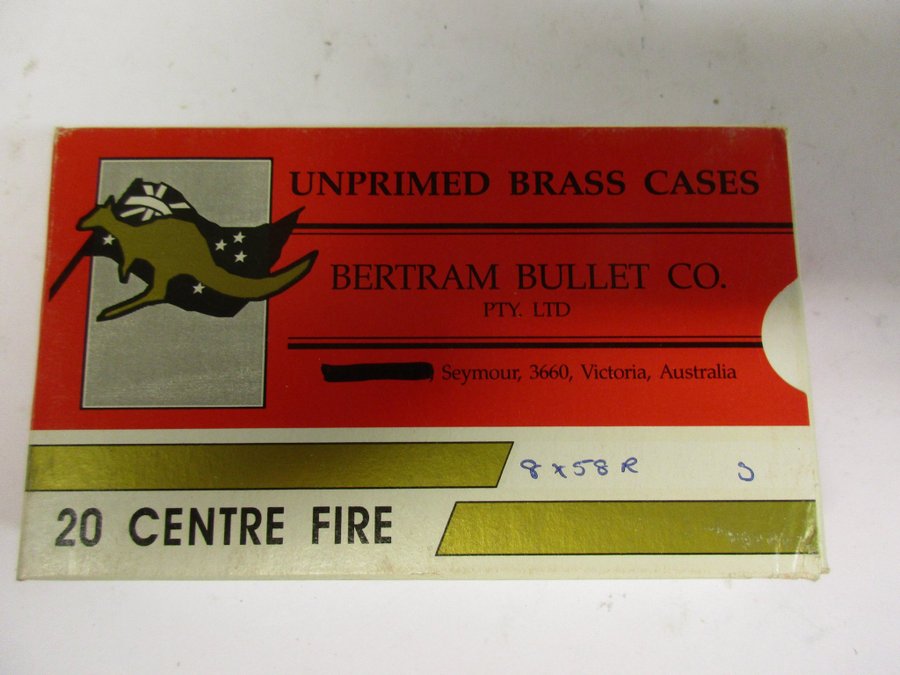 UNPRIMED BRASS CASES
BERTRAM BULLET CO.
PTY. LTD
, Seymour, 3660, Victoria, Australia
8x58R
20 CENTRE FIRE